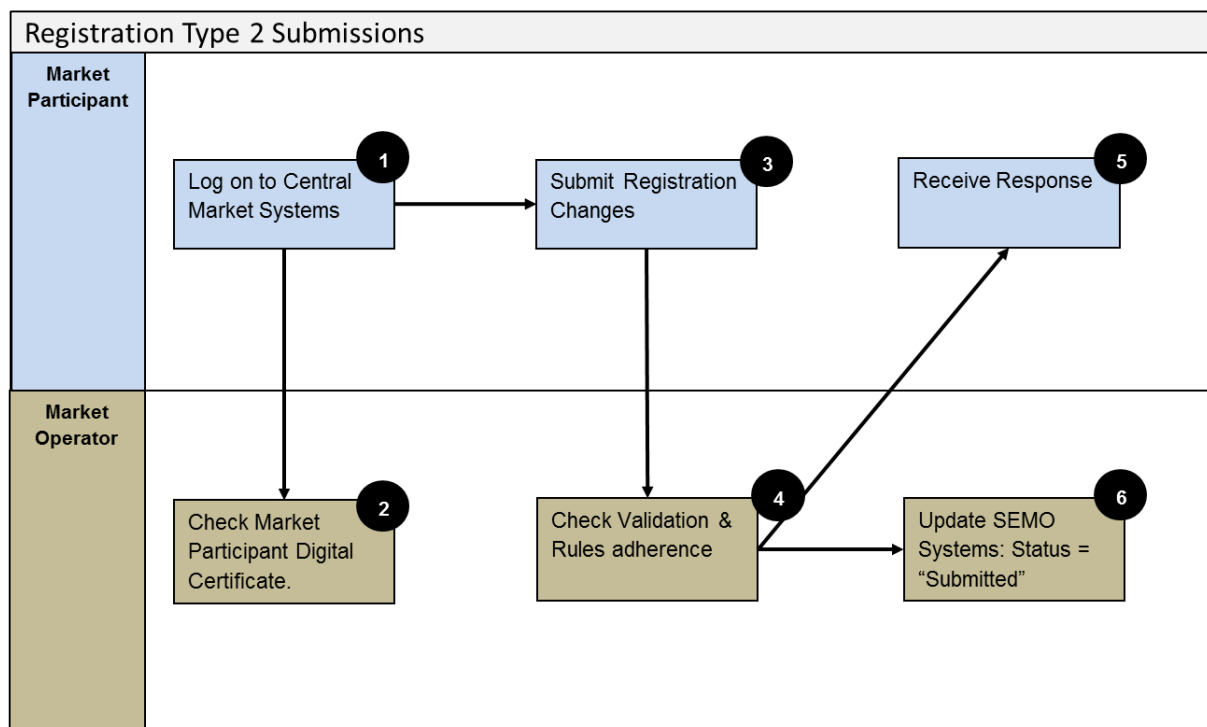 Registration Type 2 Submissions
Market
Participant
1
Log on to Central
Market Systems
3
Submit Registration
Changes
5
Receive Response
Market
Operator
2
Check Market
Participant Digital
Certificate.
4
Check Validation &
Rules adherence
6
Update SEMO
Systems: Status =
“Submitted”